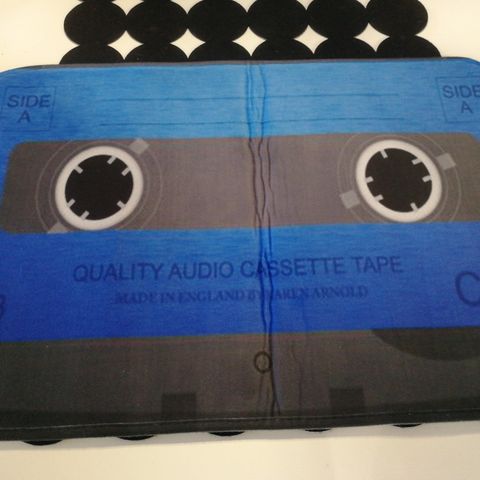 SIDE
A
SIDE
A
QUALITY AUDIO CASSETTE TAPE
MADE IN ENGLAND BY KAREN ARNOLD
C